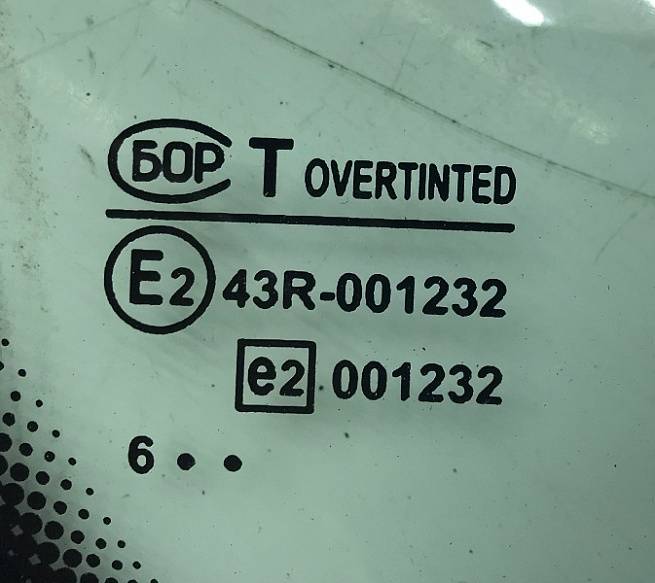 БОР T OVERTINTED
E2 43R-001232
e2 001232
6 • •